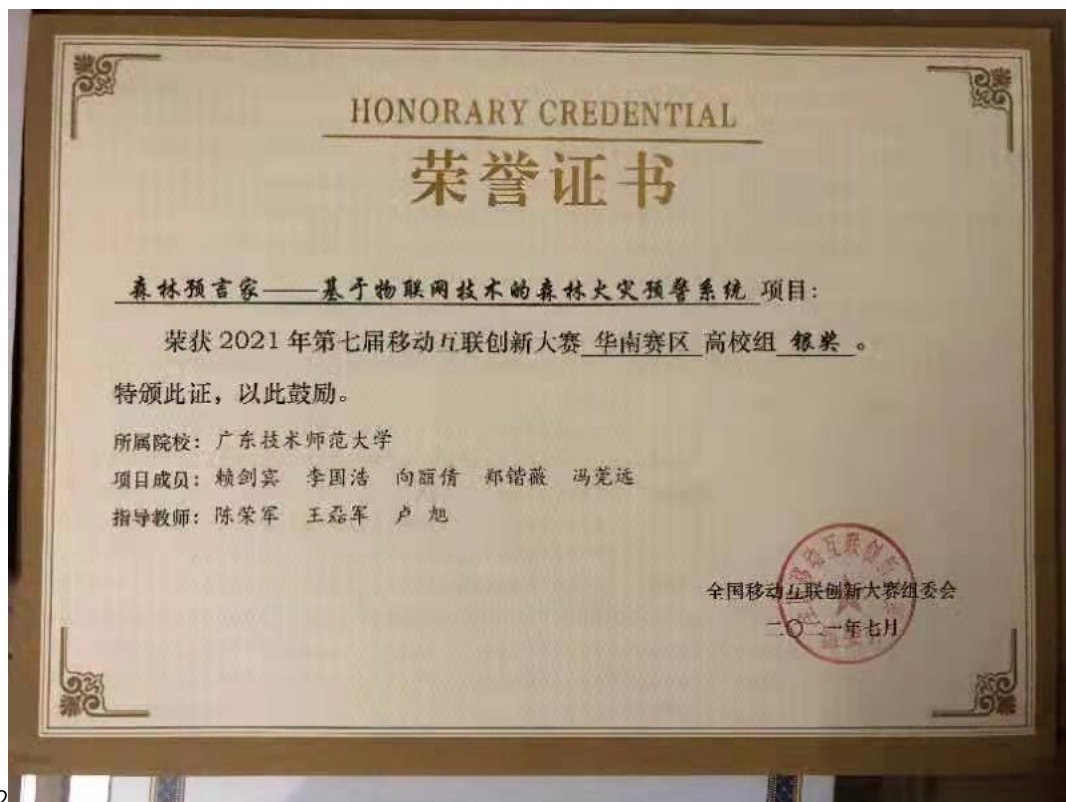 HONORARY CREDENTIAL
荣誉证书
森林预言家——基于物联网技术的森林火灾预警系统 项目:
荣获 2021 年第七届移动互联创新大赛 华南赛区 高校组 银奖 。
特颁此证，以此鼓励。
所属院校：广东技术师范大学
项目成员：赖剑宾 李国浩 向丽倩 郑锴薇 冯莞远
指导教师：陈荣军 王磊军 卢旭
全国移动互联创新大赛组委会
二〇二一年七月
2